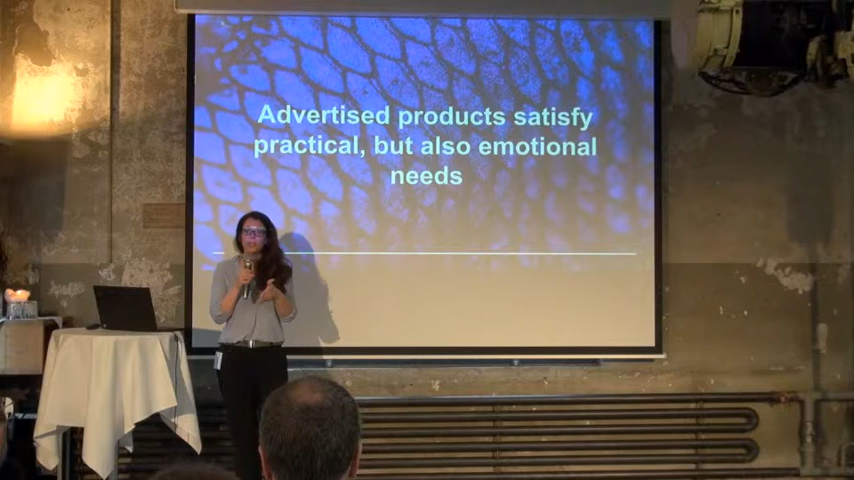 Advertised products satisfy
practical, but also emotional
needs